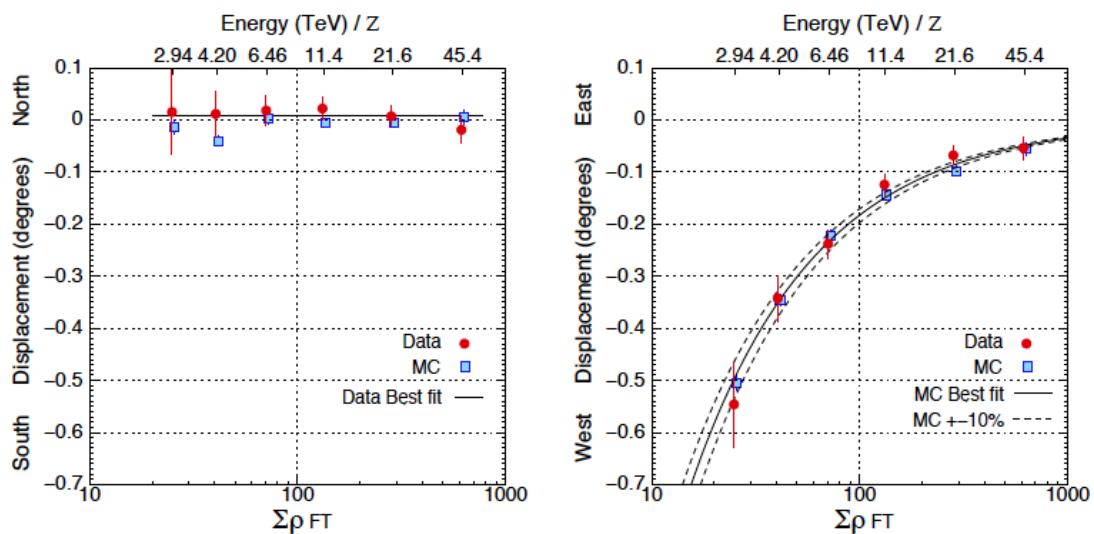 Energy (TeV) / Z
2.94 4.20 6.46 11.4 21.6 45.4
0.1
0
−0.1
−0.2
−0.3
−0.4
−0.5
−0.6
−0.7
North
Displacement (degrees)
South
Data
MC
Data Best fit
10 100 1000
Σρ FT
Energy (TeV) / Z
2.94 4.20 6.46 11.4 21.6 45.4
0.1
0
−0.1
−0.2
−0.3
−0.4
−0.5
−0.6
−0.7
East
Displacement (degrees)
West
Data
MC
MC Best fit
MC +−10%
10 100 1000
Σρ FT